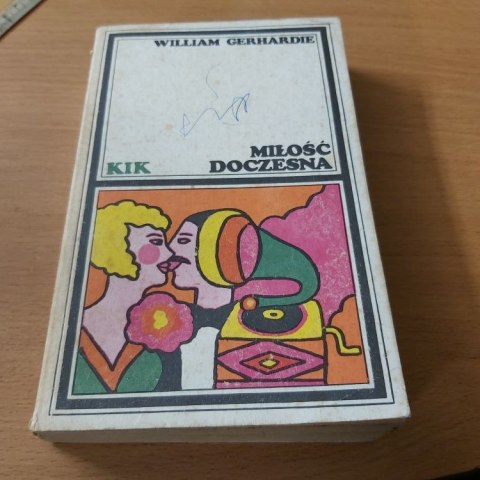 WILLIAM GERHARDIE
MIŁOŚĆ
KIK DOCZESNA